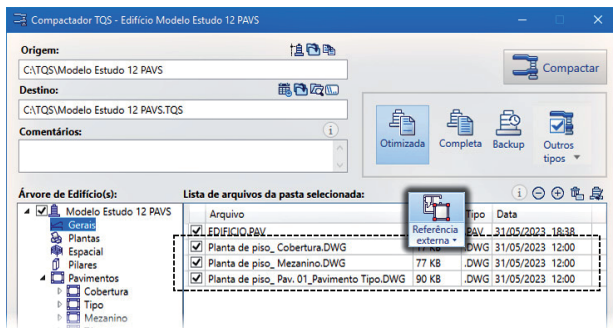 Compactador TQS - Edifício Modelo Estudo 12 PAVS
Origem:
C:\TQS\Modelo Estudo 12 PAVS
Destino:
C:\TQS\Modelo Estudo 12 PAVS.TQS
Comentários:
Compactar
Otimizada
Completa
Backup
Outros
tipos
Árvore de Edifício(s):
Modelo Estudo 12 PAVS
Gerais
Plantas
Espacial
Pilares
Pavimentos
Cobertura
Tipo
Mezanino
Lista de arquivos da pasta selecionada:
Arquivo Tipo Data
EDIFICIO.PAV .PAV 31/05/2023 18:38
Planta de piso_ Cobertura.DWG 77 KB .DWG 31/05/2023 12:00
Planta de piso_ Mezanino.DWG 77 KB .DWG 31/05/2023 12:00
Planta de piso_ Pav. 01_Pavimento Tipo.DWG 90 KB .DWG 31/05/2023 12:00
Referência
externa